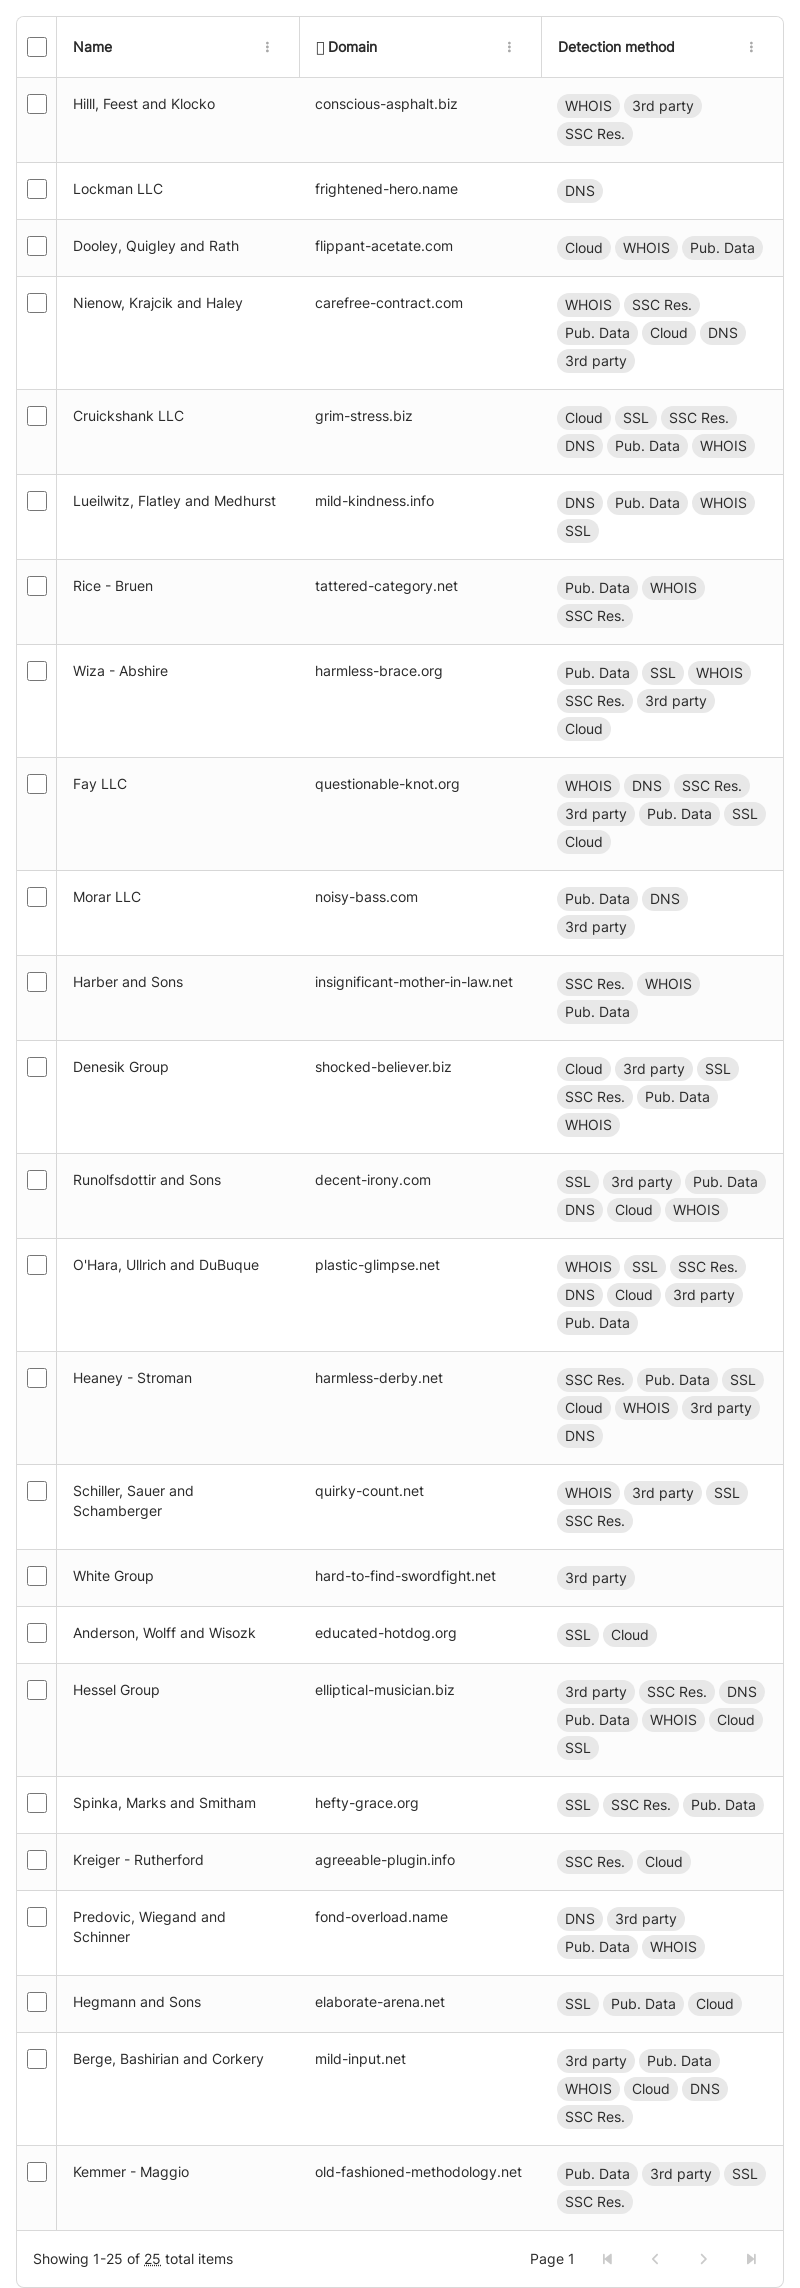 Name Domain Detection method
Hilll, Feest and Klocko conscious-asphalt.biz WHOIS 3rd party
SSC Res.
Lockman LLC frightened-hero.name DNS
Dooley, Quigley and Rath flippant-acetate.com Cloud WHOIS Pub. Data
Nienow, Krajcik and Haley carefree-contract.com WHOIS SSC Res.
Pub. Data Cloud DNS
3rd party
Cruickshank LLC grim-stress.biz Cloud SSL SSC Res.
DNS Pub. Data WHOIS
Lueilwitz, Flatley and Medhurst mild-kindness.info DNS Pub. Data WHOIS
SSL
Rice - Bruen tattered-category.net Pub. Data WHOIS
SSC Res.
Wiza - Abshire harmless-brace.org Pub. Data SSL WHOIS
SSC Res. 3rd party
Cloud
Fay LLC questionable-knot.org WHOIS DNS SSC Res.
3rd party Pub. Data SSL
Cloud
Morar LLC noisy-bass.com Pub. Data DNS
3rd party
Harber and Sons insignificant-mother-in-law.net SSC Res. WHOIS
Pub. Data
Denesik Group shocked-believer.biz Cloud 3rd party SSL
SSC Res. Pub. Data
WHOIS
Runolfsdottir and Sons decent-irony.com SSL 3rd party Pub. Data
DNS Cloud WHOIS
O'Hara, Ullrich and DuBuque plastic-glimpse.net WHOIS SSL SSC Res.
DNS Cloud 3rd party
Pub. Data
Heaney - Stroman harmless-derby.net SSC Res. Pub. Data SSL
Cloud WHOIS 3rd party
DNS
Schiller, Sauer and quirky-count.net WHOIS 3rd party SSL
Schamberger SSC Res.
White Group hard-to-find-swordfight.net 3rd party
Anderson, Wolff and Wisozk educated-hotdog.org SSL Cloud
Hessel Group elliptical-musician.biz 3rd party SSC Res. DNS
Pub. Data WHOIS Cloud
SSL
Spinka, Marks and Smitham hefty-grace.org SSL SSC Res. Pub. Data
Kreiger - Rutherford agreeable-plugin.info SSC Res. Cloud
Predovic, Wiegand and fond-overload.name DNS 3rd party
Schinner Pub. Data WHOIS
Hegmann and Sons elaborate-arena.net SSL Pub. Data Cloud
Berge, Bashirian and Corkery mild-input.net 3rd party Pub. Data
WHOIS Cloud DNS
SSC Res.
Kemmer - Maggio old-fashioned-methodology.net Pub. Data 3rd party SSL
SSC Res.
Showing 1-25 of 25 total items Page 1